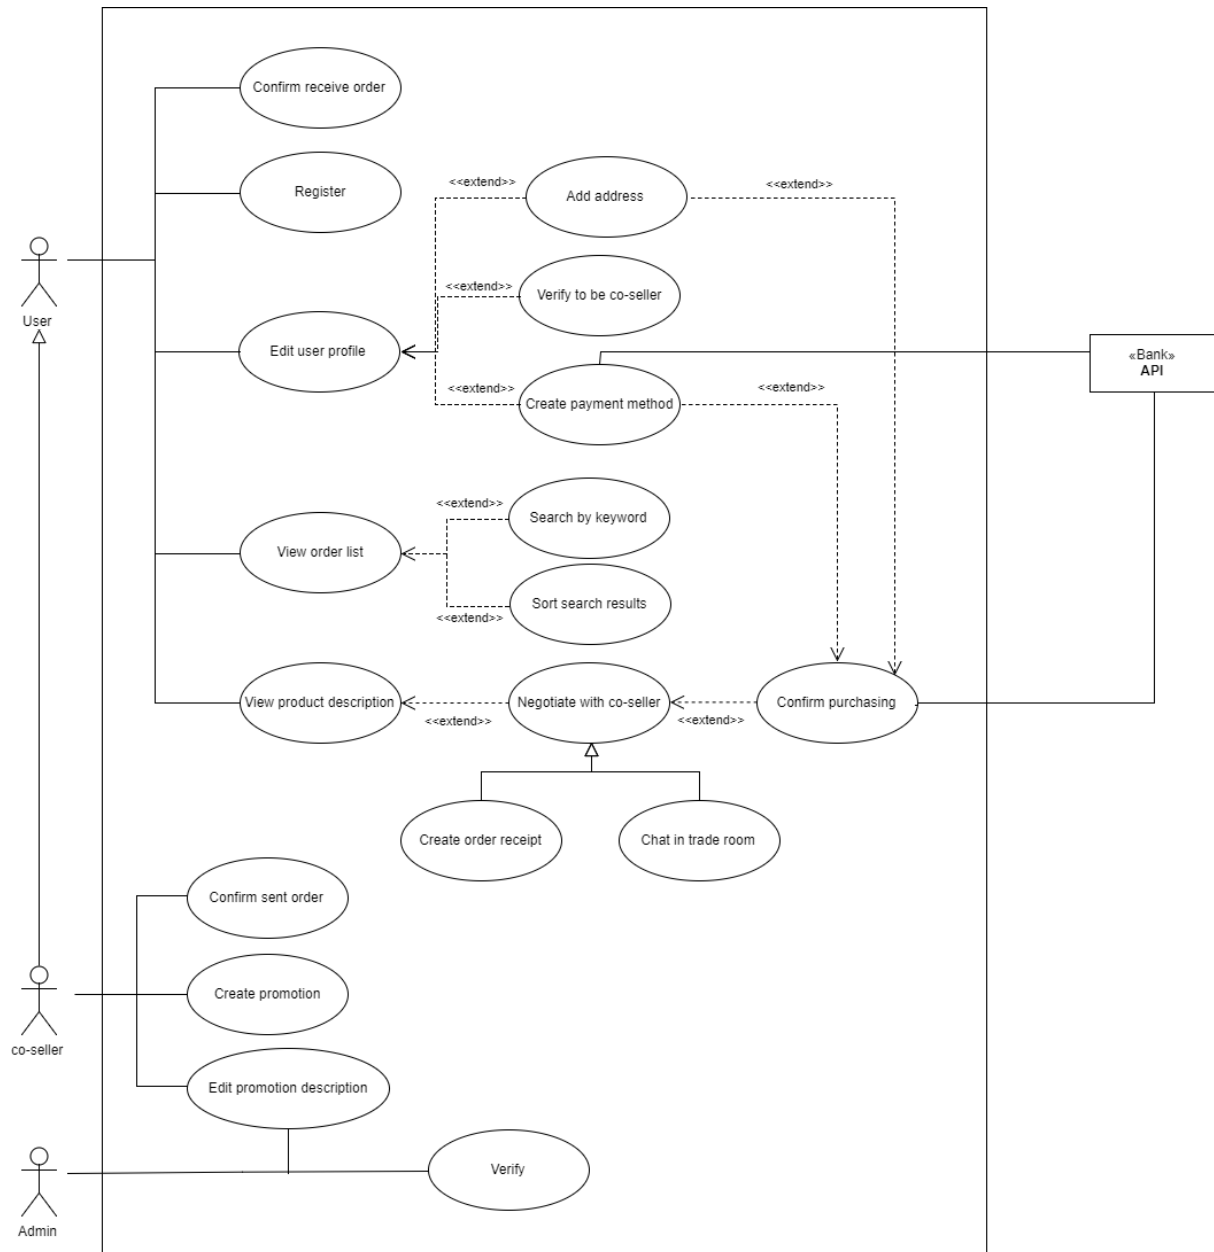 Confirm receive order
Register
<<extend>>
Add address
<<extend>>
User
<<extend>>
Verify to be co-seller
Edit user profile
<<extend>>
Create payment method
<<extend>>
«Bank»
API
<<extend>>
Search by keyword
View order list
Sort search results
<<extend>>
View product description
<<extend>>
Negotiate with co-seller
<<extend>>
Confirm purchasing
Create order receipt
Chat in trade room
Confirm sent order
Create promotion
co-seller
Edit promotion description
Verify
Admin